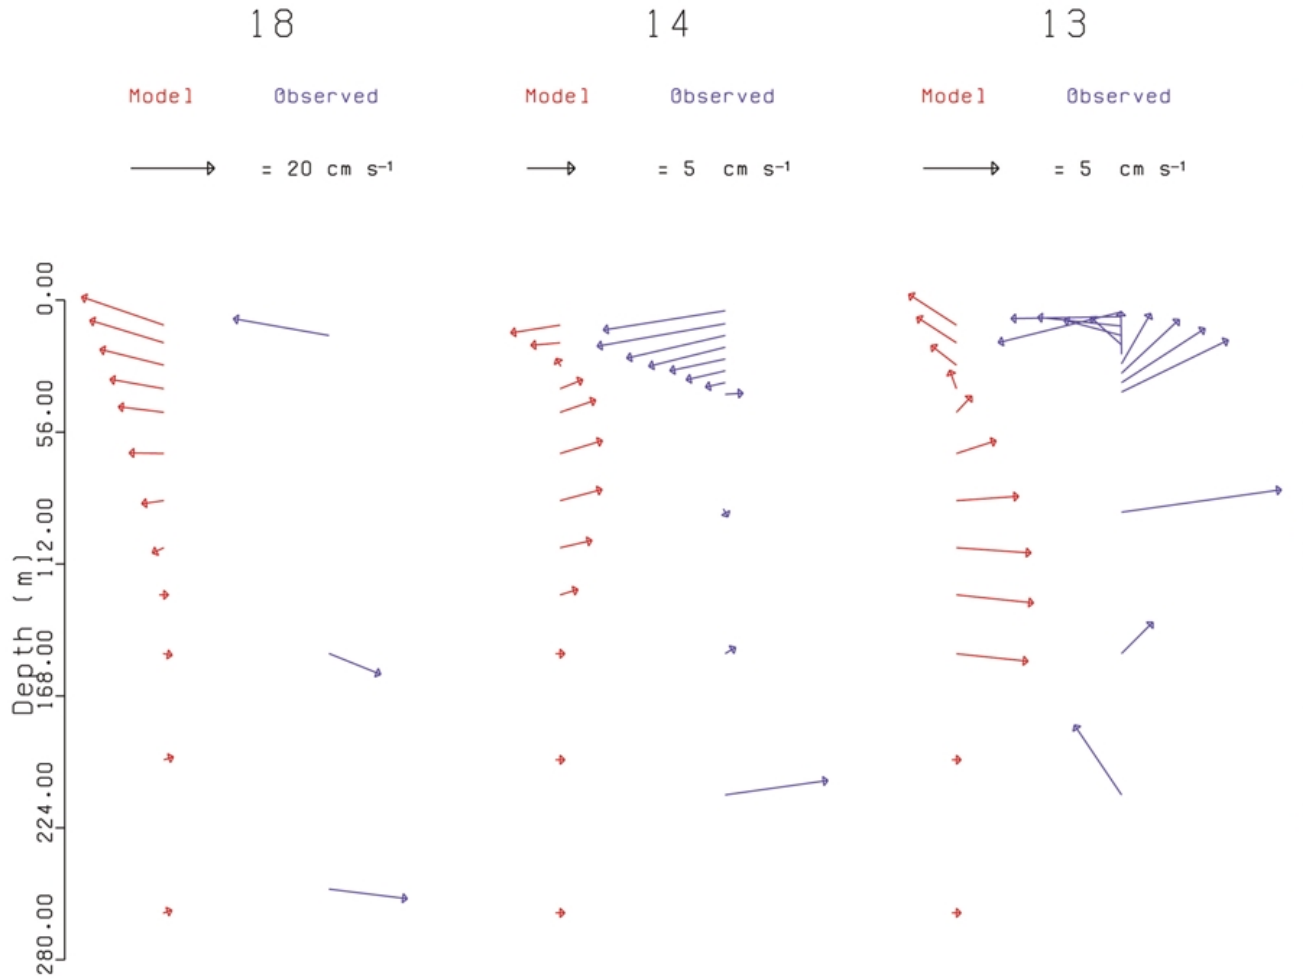 18 14 13
Model Observed Model Observed Model Observed
= 20 cm s⁻¹ = 5 cm s⁻¹ = 5 cm s⁻¹
Depth (m)
0.00
56.00
112.00
168.00
224.00
280.00